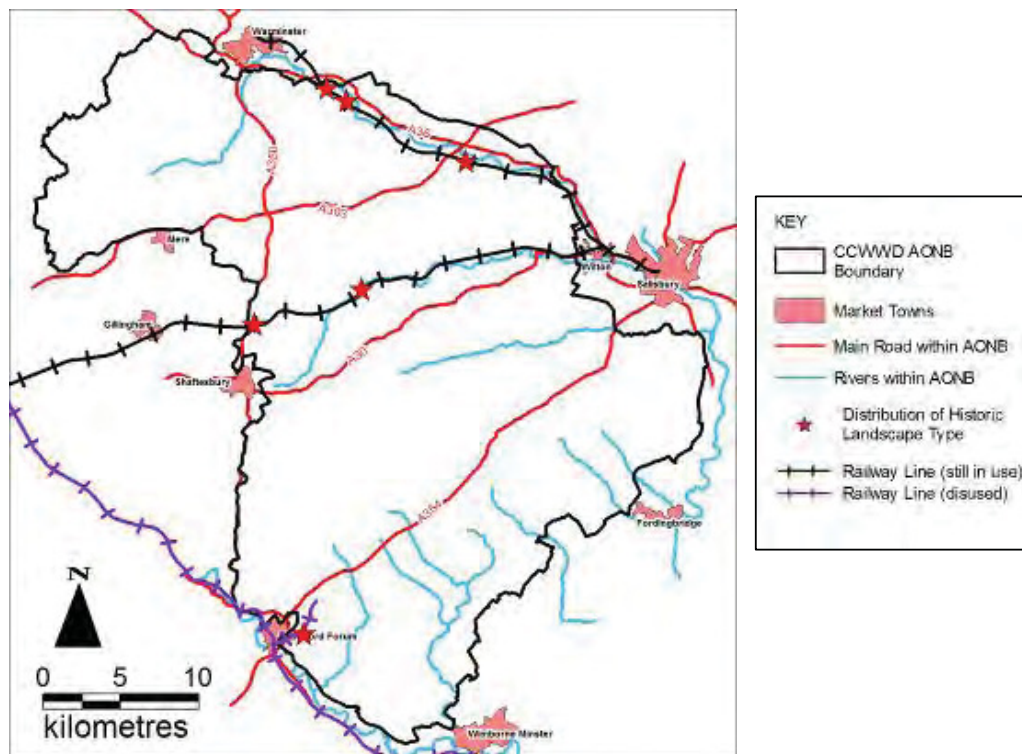 Warminster
A36
A350
A303
Mere
Wilton
Salisbury
Gillingham
A30
Shaftesbury
A354
Fordingbridge
N
ord Forum
Wimborne Minster
0 5 10
kilometres
KEY
CCWWD AONB
Boundary
Market Towns
Main Road within AONB
Rivers within AONB
Distribution of Historic
Landscape Type
Railway Line (still in use)
Railway Line (disused)